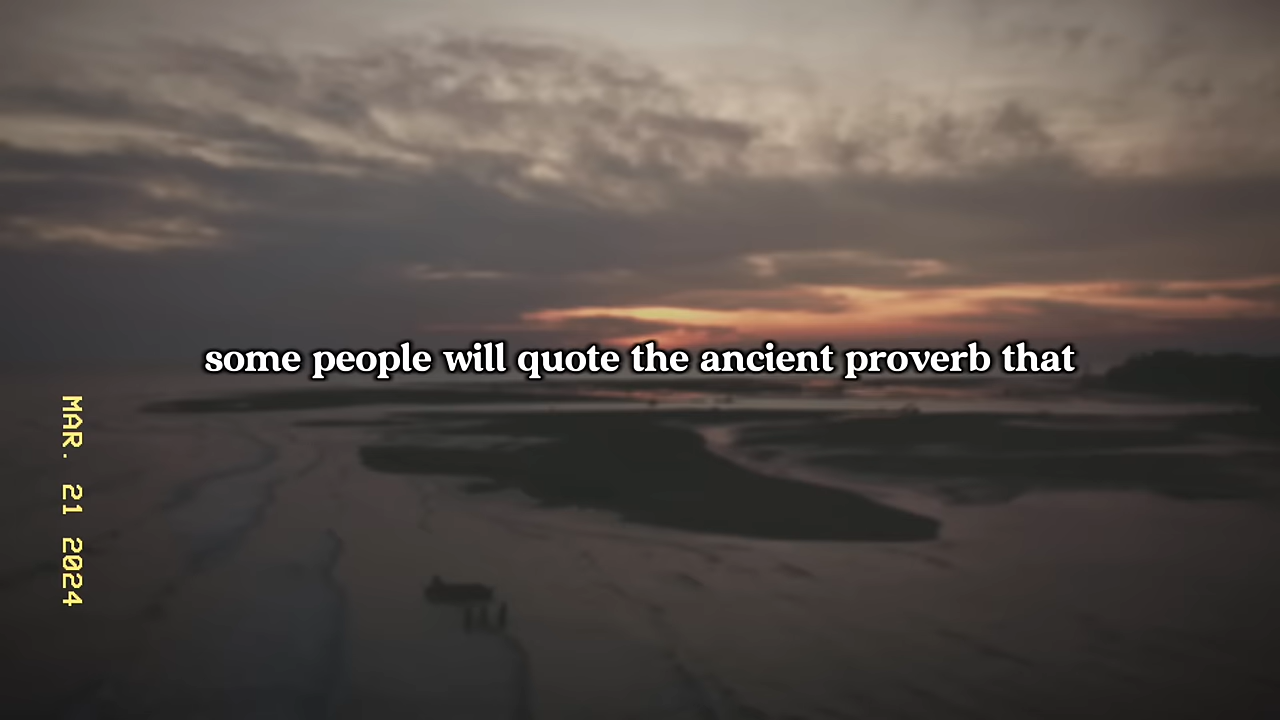 some people will quote the ancient proverb that
MAR. 21 2024